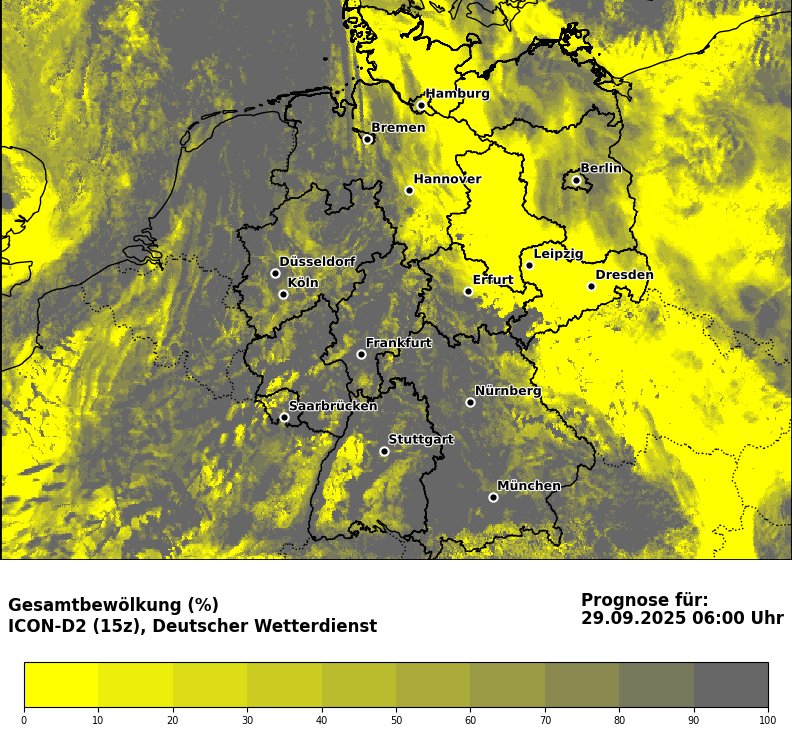 Hamburg
Bremen
Berlin
Hannover
Leipzig
Düsseldorf
Dresden
Köln
Erfurt
Frankfurt
Nürnberg
Saarbrücken
Stuttgart
München
Gesamtbewölkung (%)
ICON-D2 (15z), Deutscher Wetterdienst
Prognose für:
29.09.2025 06:00 Uhr
0 10 20 30 40 50 60 70 80 90 100